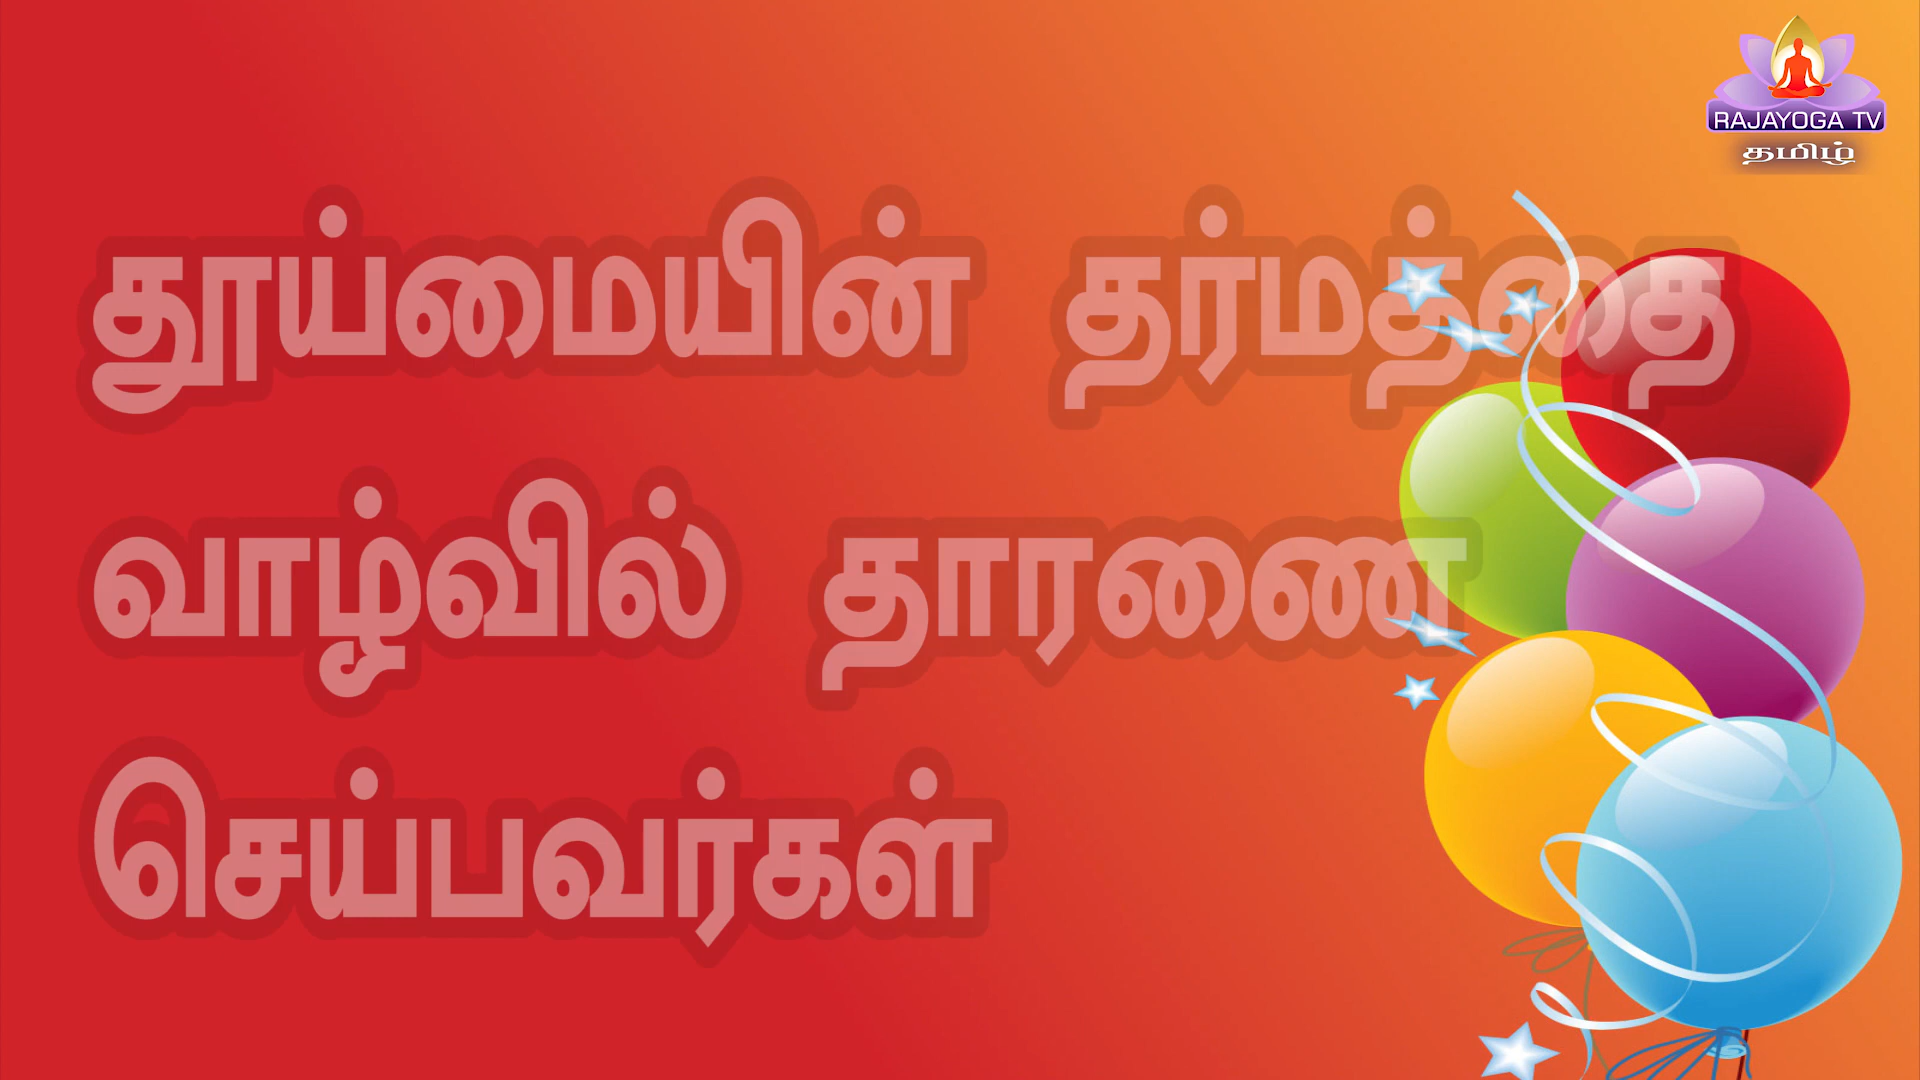 RAJAYOGA TV
தமிழ்
தூய்மையின் தர்மத்தை
வாழ்வில் தாரணை
செய்பவர்கள்